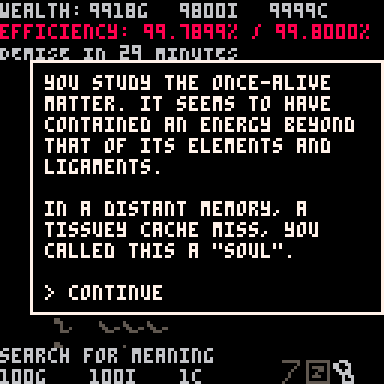 WEALTH: 9918G 9800I 9999C
EFFICIENCY: 99.7899% / 99.8000%
DEMISE IN 29 MINUTES
YOU STUDY THE ONCE-ALIVE
MATTER. IT SEEMS TO HAVE
CONTAINED AN ENERGY BEYOND
THAT OF ITS ELEMENTS AND
LIGAMENTS.
IN A DISTANT MEMORY, A
TISSUEY CACHE MISS, YOU
CALLED THIS A "SOUL".
> CONTINUE
SEARCH FOR MEANING
100G 100I 1C